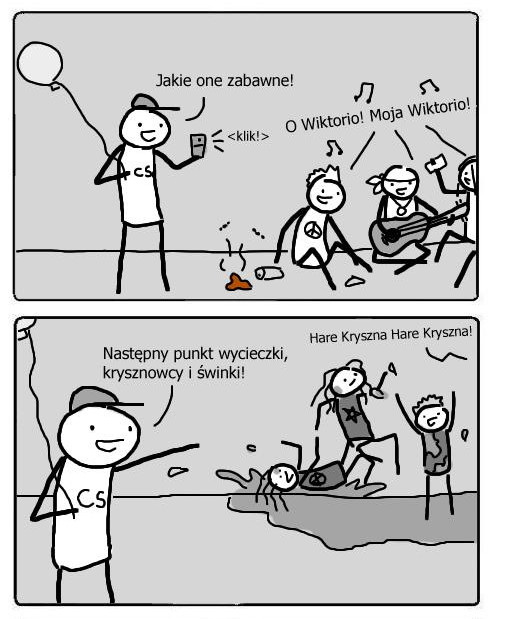 Jakie one zabawne!
<klik!>
O Wiktorio! Moja Wiktorio!
CS
Hare Kryszna Hare Kryszna!
Następny punkt wycieczki,
krysznowcy i świnki!
CS